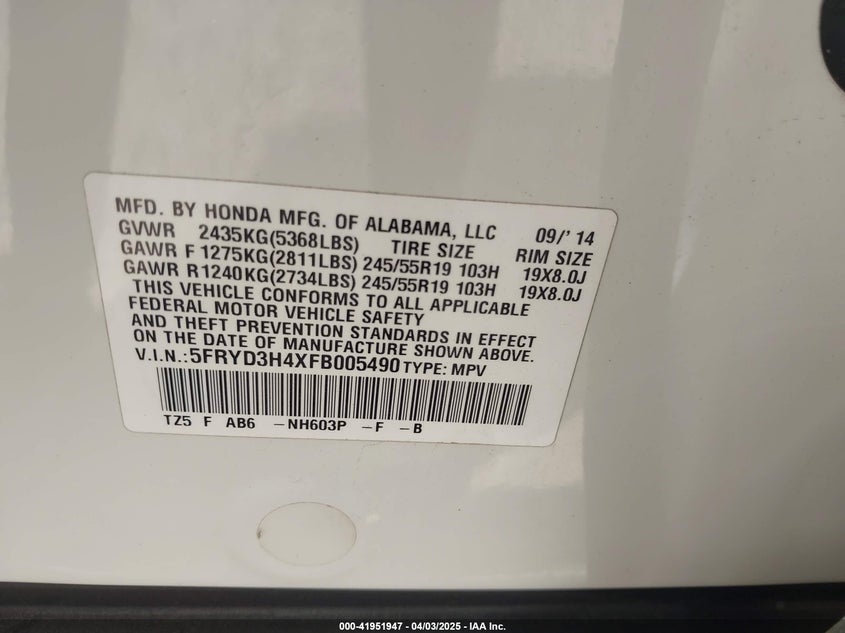 MFD. BY HONDA MFG. OF ALABAMA, LLC 09/' 14
GVWR 2435KG(5368LBS) TIRE SIZE RIM SIZE
GAWR F 1275KG(2811LBS) 245/55R19 103H 19X8.0J
GAWR R 1240KG(2734LBS) 245/55R19 103H 19X8.0J
THIS VEHICLE CONFORMS TO ALL APPLICABLE
FEDERAL MOTOR VEHICLE SAFETY
AND THEFT PREVENTION STANDARDS IN EFFECT
ON THE DATE OF MANUFACTURE SHOWN ABOVE.
V.I.N.:5FRYD3H4XFB005490 TYPE: MPV
TZ5 F AB6 -NH603P -F -B
000-41951947 - 04/03/2025 - IAA Inc.